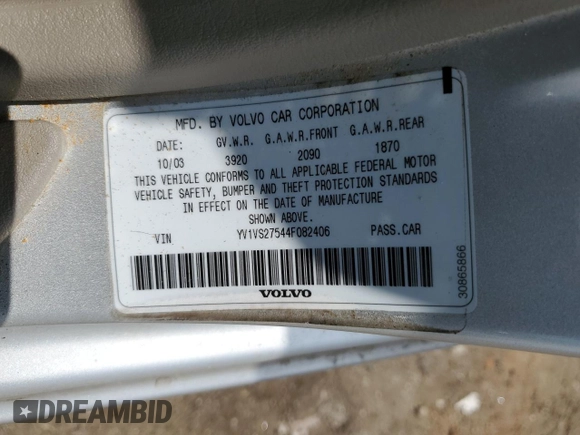 MFD. BY VOLVO CAR CORPORATION
DATE: GV.W.R. G.A.W.R.FRONT G.A.W.R.REAR
10/03 3920 2090 1870
THIS VEHICLE CONFORMS TO ALL APPLICABLE FEDERAL MOTOR
VEHICLE SAFETY, BUMPER AND THEFT PROTECTION STANDARDS
IN EFFECT ON THE DATE OF MANUFACTURE
SHOWN ABOVE.
VIN YV1VS27544F082406 PASS.CAR
VOLVO
30865866
DREAMBID